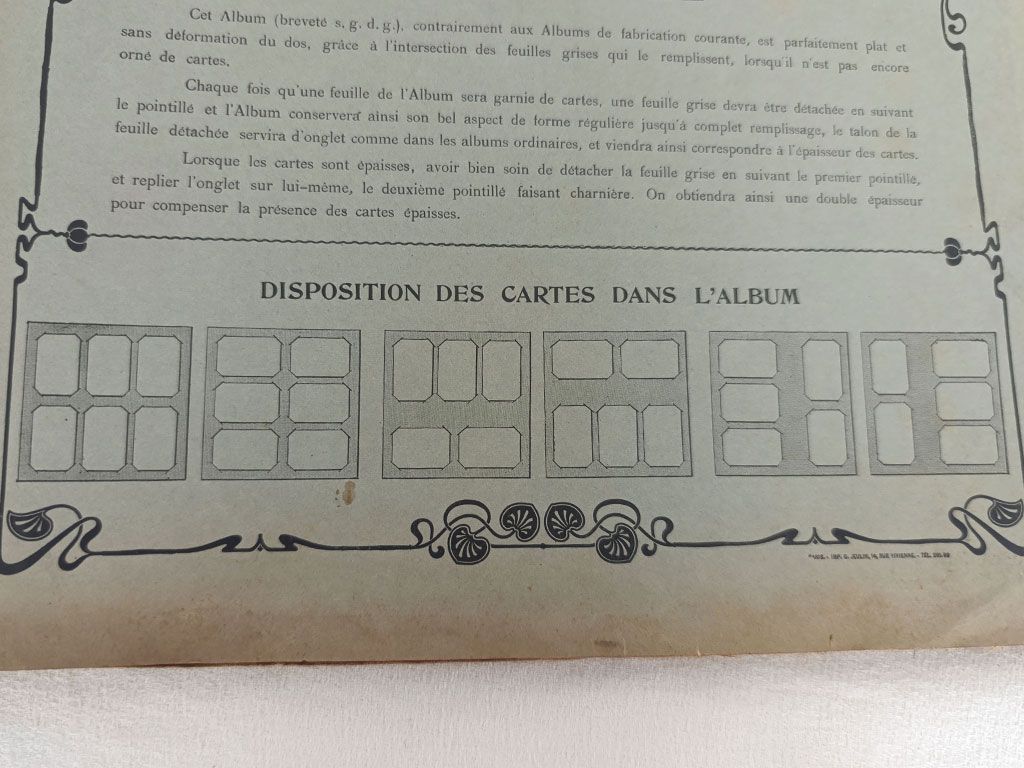 Cet Album (breveté s. g. d. g.), contrairement aux Albums de fabrication courante, est parfaitement plat et
sans déformation du dos, grâce à l'intersection des feuilles grises qui le remplissent, lorsqu'il n'est pas encore
orné de cartes.
Chaque fois qu'une feuille de l'Album sera garnie de cartes, une feuille grise devra être détachée en suivant
le pointillé et l'Album conservera ainsi son bel aspect de forme régulière jusqu'à complet remplissage, le talon de la
feuille détachée servira d'onglet comme dans les albums ordinaires, et viendra ainsi correspondre à l'épaisseur des cartes.
Lorsque les cartes sont épaisses, avoir bien soin de détacher la feuille grise en suivant le premier pointillé,
et replier l'onglet sur lui-même, le deuxième pointillé faisant charnière. On obtiendra ainsi une double épaisseur
pour compenser la présence des cartes épaisses.
DISPOSITION DES CARTES DANS L'ALBUM
IMP. G. JEULIN, 14, RUE VIVIENNE. - TÉL.